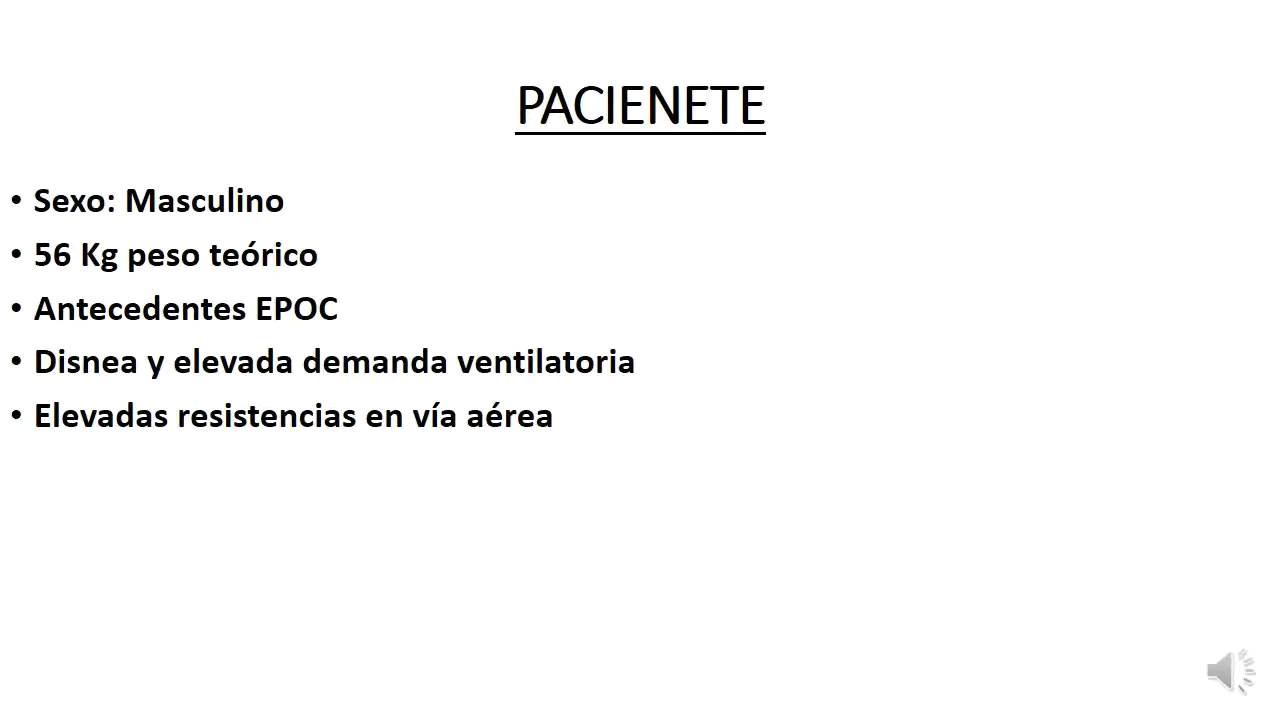 PACIENETE
• Sexo: Masculino
• 56 Kg peso teórico
• Antecedentes EPOC
• Disnea y elevada demanda ventilatoria
• Elevadas resistencias en vía aérea